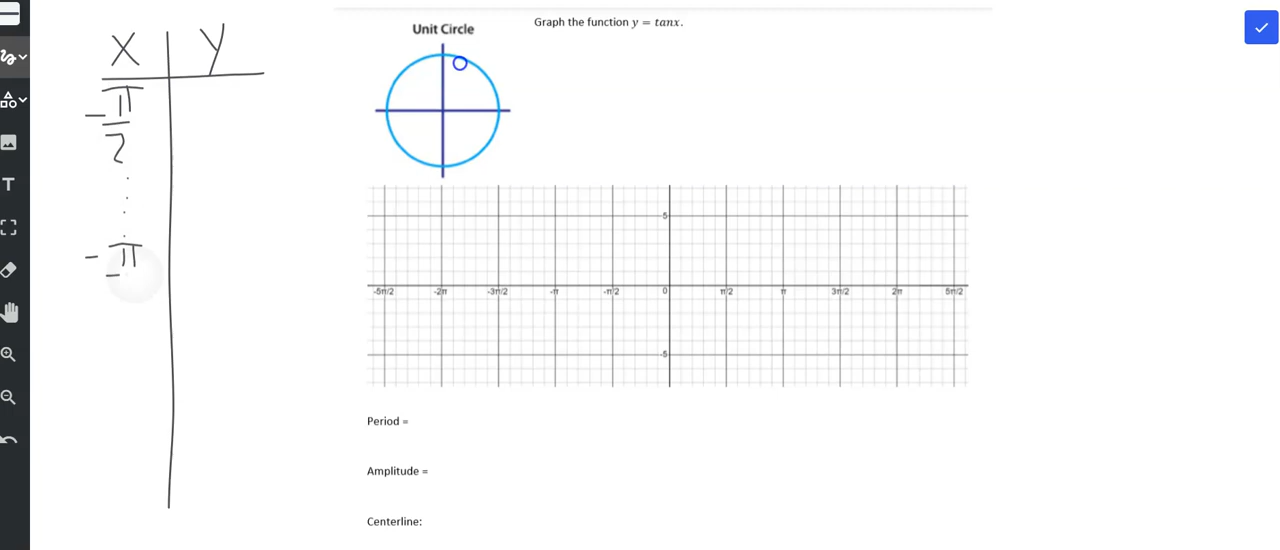 Unit Circle
Graph the function y = tanx.
X Y
-π/2
-π
5
-5π/2 -2π -3π/2 -π -π/2 0 π/2 π 3π/2 2π 5π/2
-5
Period =
Amplitude =
Centerline:
T